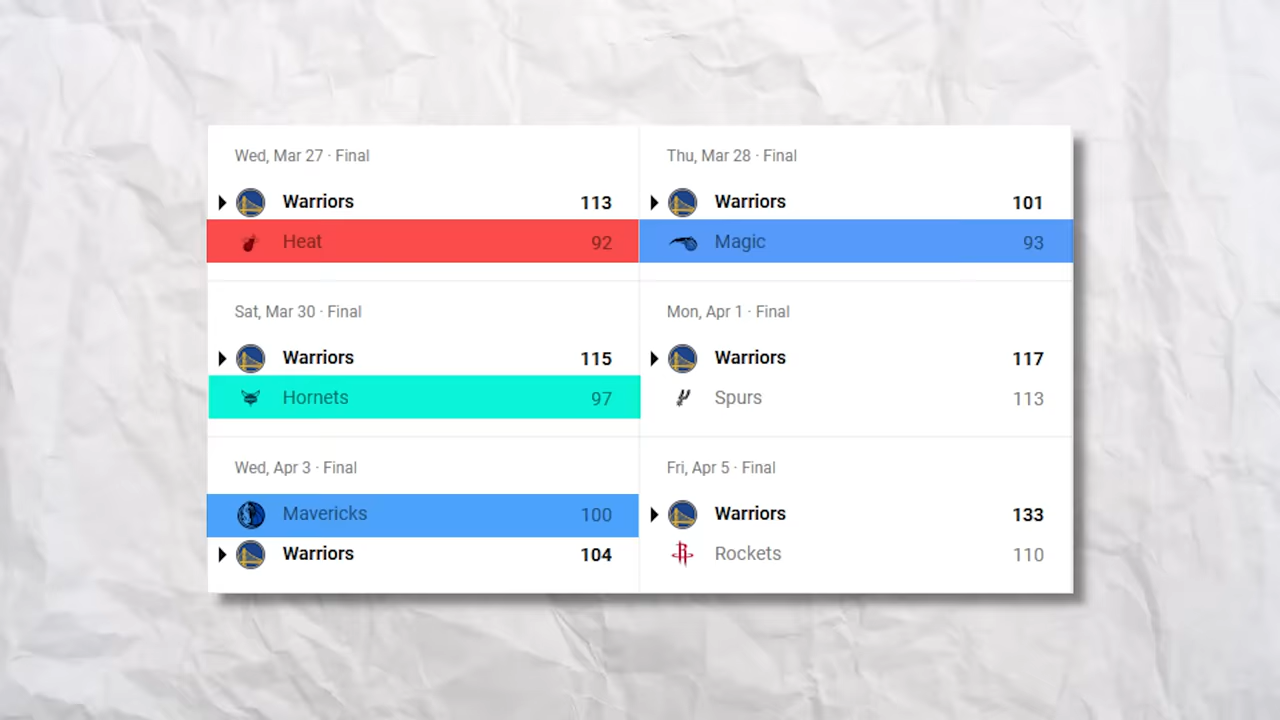 Wed, Mar 27 · Final
Warriors 113
Heat 92
Thu, Mar 28 · Final
Warriors 101
Magic 93
Sat, Mar 30 · Final
Warriors 115
Hornets 97
Mon, Apr 1 · Final
Warriors 117
Spurs 113
Wed, Apr 3 · Final
Mavericks 100
Warriors 104
Fri, Apr 5 · Final
Warriors 133
Rockets 110